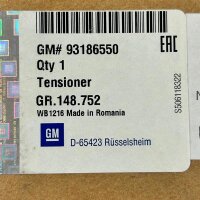 GM# 93186550
EAC
Qty 1
Tensioner
GR.148.752
WB1216 Made in Romania
GM
D-65423 Rüsselsheim
S506118322
N